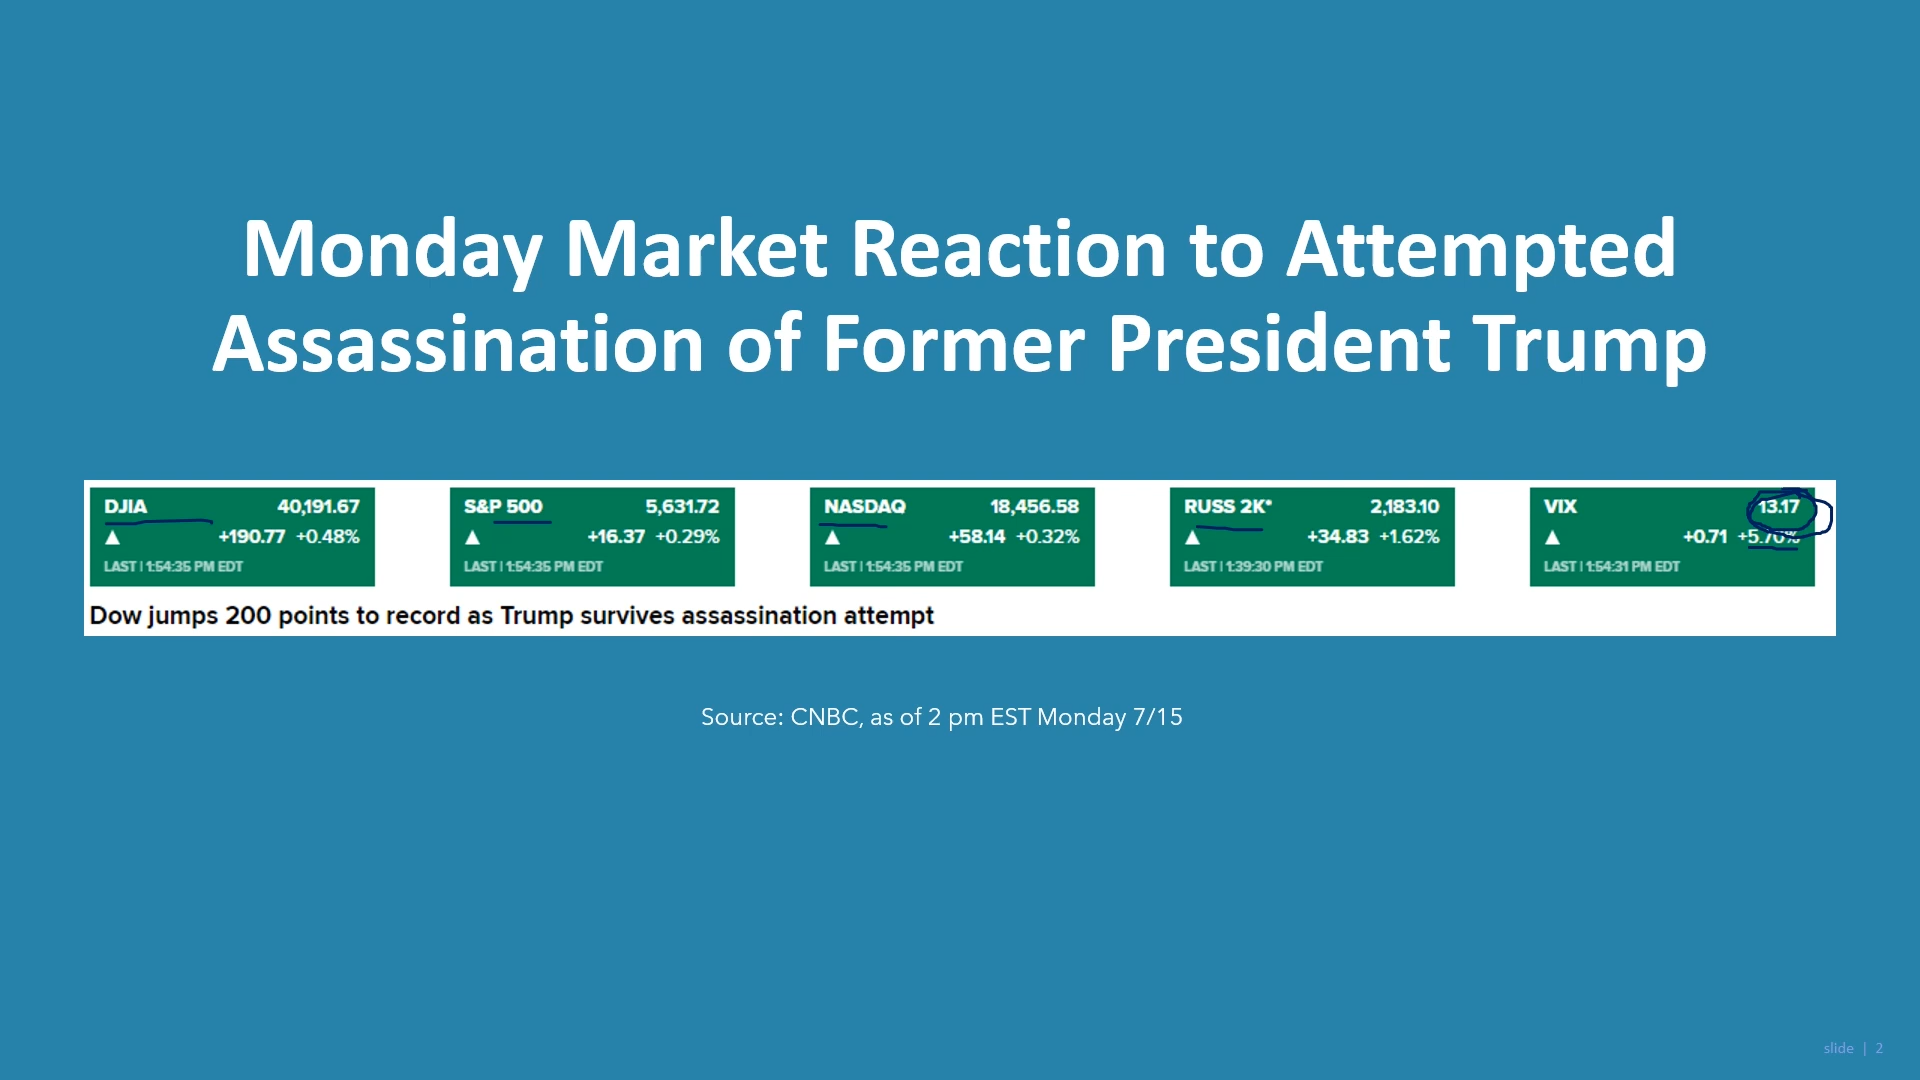 Monday Market Reaction to Attempted
Assassination of Former President Trump
DJIA 40,191.67
▲ +190.77 +0.48%
LAST | 1:54:35 PM EDT
S&P 500 5,631.72
▲ +16.37 +0.29%
LAST | 1:54:35 PM EDT
NASDAQ 18,456.58
▲ +58.14 +0.32%
LAST | 1:54:35 PM EDT
RUSS 2K* 2,183.10
▲ +34.83 +1.62%
LAST | 1:39:30 PM EDT
VIX 13.17
▲ +0.71 +5.70%
LAST | 1:54:31 PM EDT
Dow jumps 200 points to record as Trump survives assassination attempt
Source: CNBC, as of 2 pm EST Monday 7/15
slide | 2